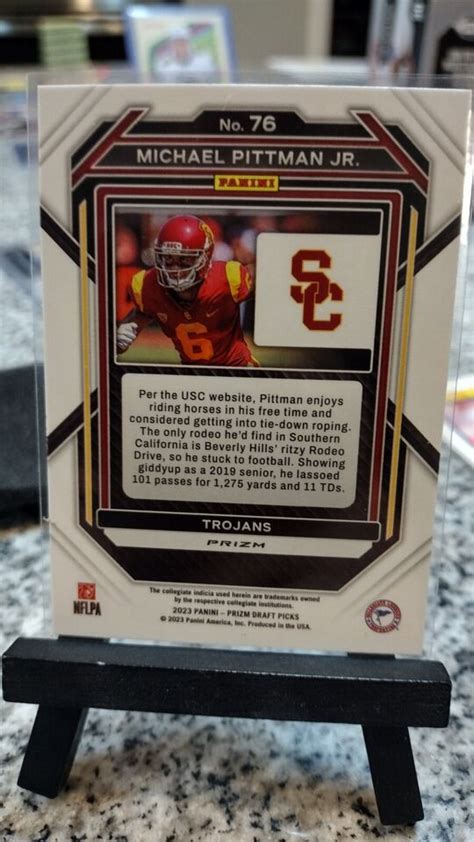 No. 76
MICHAEL PITTMAN JR.
PANINI
6
SC
Per the USC website, Pittman enjoys
riding horses in his free time and
considered getting into tie-down roping.
The only rodeo he'd find in Southern
California is Beverly Hills' ritzy Rodeo
Drive, so he stuck to football. Showing
giddyup as a 2019 senior, he lassoed
101 passes for 1,275 yards and 11 TDs.
TROJANS
PRIZM
The collegiate indicia used herein are trademarks owned
by the respective collegiate institutions.
NFLPA
2023 PANINI – PRIZM DRAFT PICKS
© 2023 Panini America, Inc. Produced in the USA.